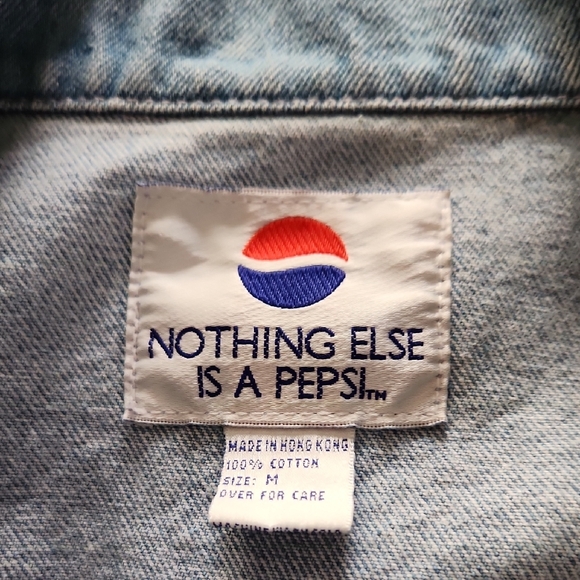 NOTHING ELSE
IS A PEPSI™
MADE IN HONG KONG
100% COTTON
SIZE: M
OVER FOR CARE